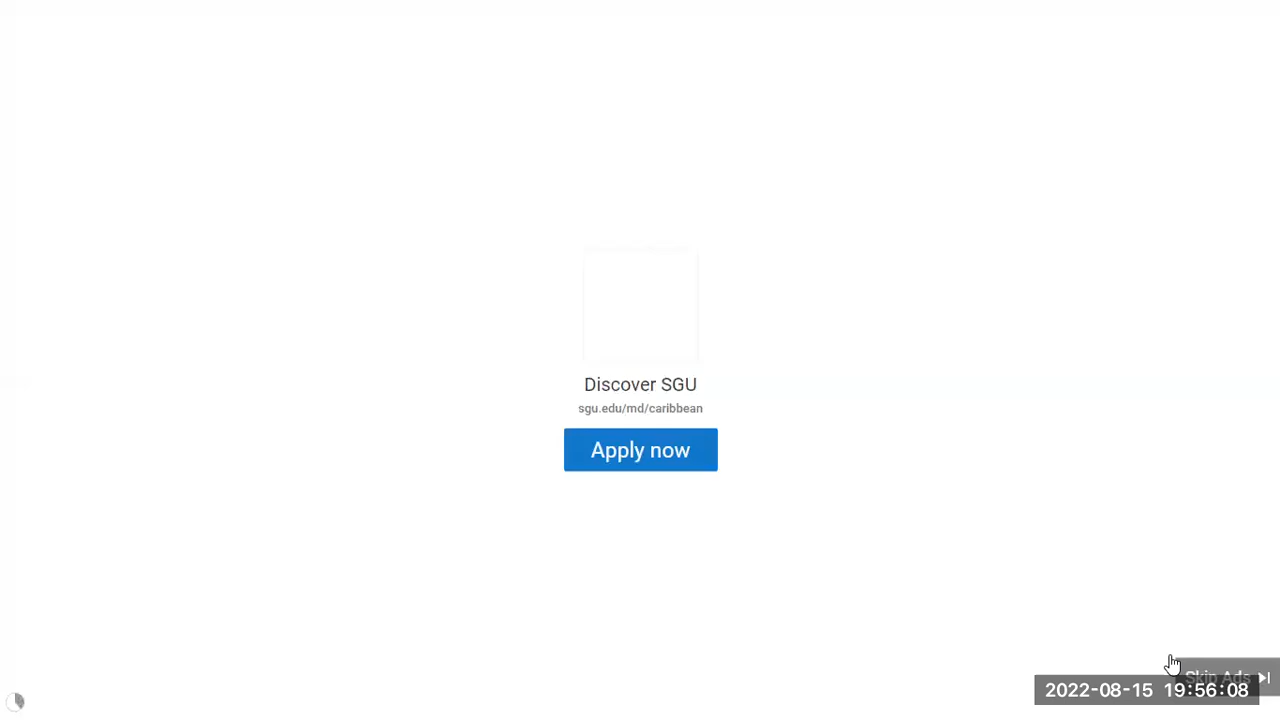 Discover SGU
sgu.edu/md/caribbean
Apply now
Skip Ads
2022-08-15 19:56:08